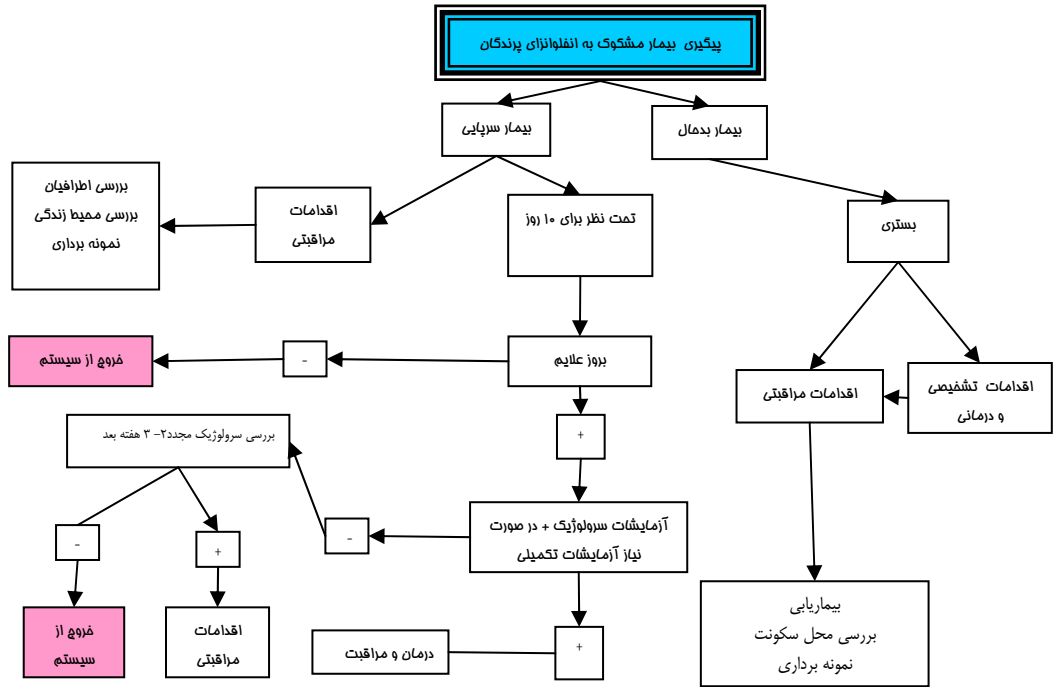 پیگیری بیمار مشکوک به انفلوانزای پرندگان
بیمار بدحال
بیمار سرپایی
بستری
تحت نظر برای ۱۰ روز
اقدامات
مراقبتی
بررسی اطرافیان
بررسی محیط زندگی
نمونه برداری
اقدامات تشخیصی
و درمانی
اقدامات مراقبتی
بروز علایم
-
خروج از سیستم
+
بررسی سرولوژیک مجدد۲- ۳ هفته بعد
آزمایشات سرولوژیک + در صورت
نیاز آزمایشات تکمیلی
-
+
-
بیماریابی
بررسی محل سکونت
نمونه برداری
+
درمان و مراقبت
اقدامات
مراقبتی
خروج از
سیستم